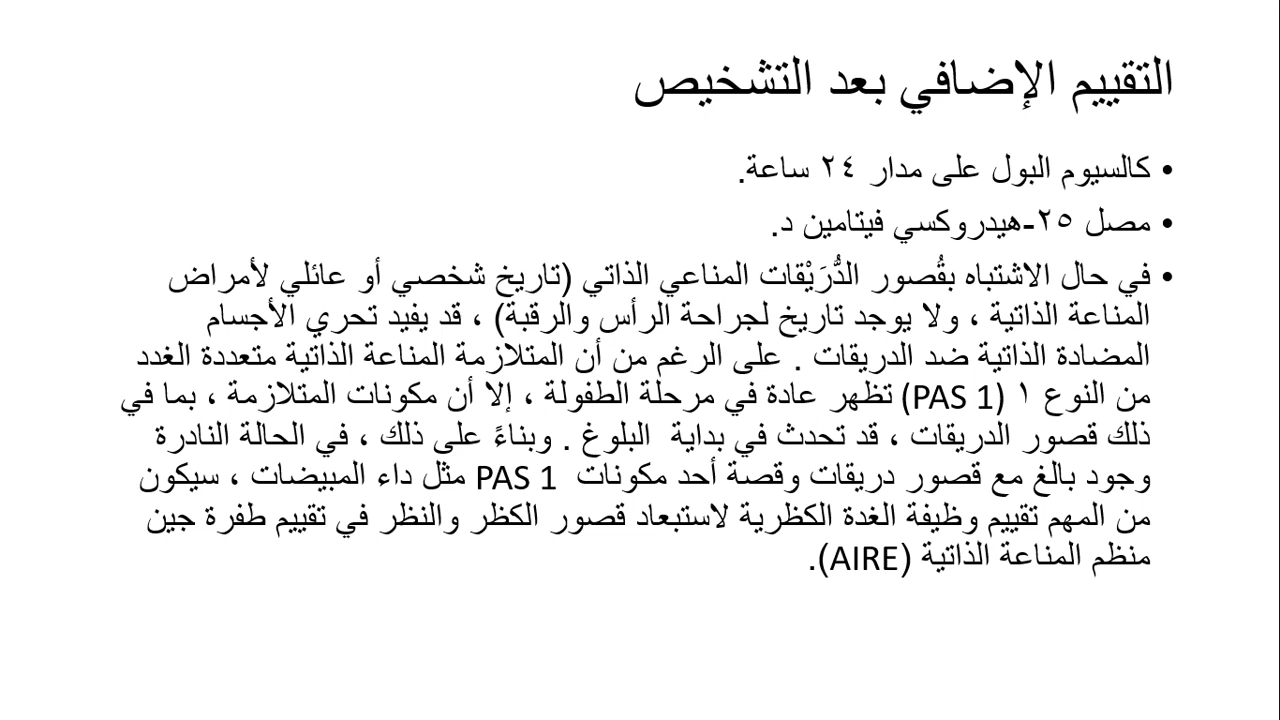 التقييم الإضافي بعد التشخيص
• كالسيوم البول على مدار ٢٤ ساعة.
• مصل ٢٥-هيدروكسي فيتامين د.
• في حال الاشتباه بقُصور الدُّرَيْقات المناعي الذاتي (تاريخ شخصي أو عائلي لأمراض
المناعة الذاتية ، ولا يوجد تاريخ لجراحة الرأس والرقبة) ، قد يفيد تحري الأجسام
المضادة الذاتية ضد الدريقات . على الرغم من أن المتلازمة المناعة الذاتية متعددة الغدد
من النوع ١ (PAS 1) تظهر عادة في مرحلة الطفولة ، إلا أن مكونات المتلازمة ، بما في
ذلك قصور الدريقات ، قد تحدث في بداية  البلوغ . وبناءً على ذلك ، في الحالة النادرة
وجود بالغ مع قصور دريقات وقصة أحد مكونات  PAS 1 مثل داء المبيضات ، سيكون
من المهم تقييم وظيفة الغدة الكظرية لاستبعاد قصور الكظر والنظر في تقييم طفرة جين
منظم المناعة الذاتية (AIRE).